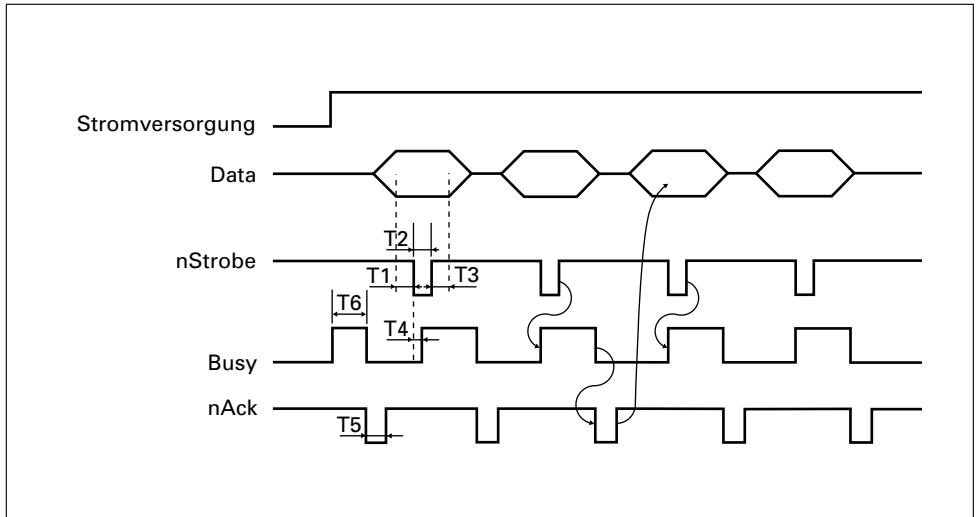 Stromversorgung
Data
T2
nStrobe
T1
T3
T6
T4
Busy
nAck
T5